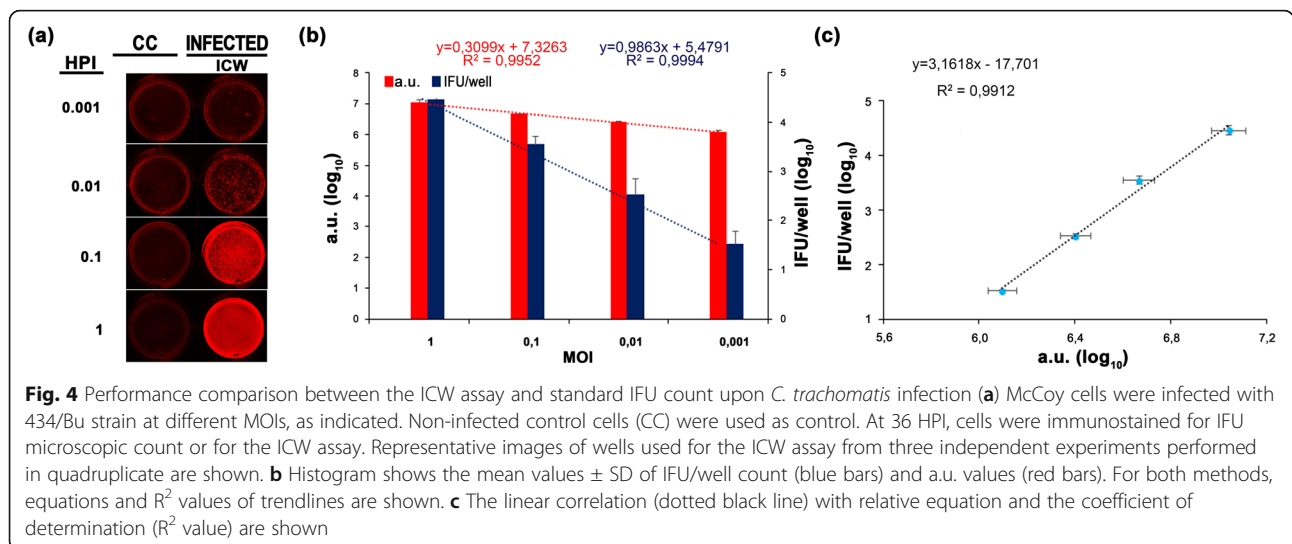 (a)
CC INFECTED
HPI ICW
0.001
0.01
0.1
1
(b)
y=0,3099x + 7,3263 y=0,9863x + 5,4791
R² = 0,9952 R² = 0,9994
a.u. IFU/well
8
7
6
5
4
3
2
1
0
a.u. (log10)
5
4
3
2
1
0
IFU/well (log10)
1 0,1 0,01 0,001
MOI
(c)
y=3,1618x - 17,701
R² = 0,9912
5
4
3
2
1
IFU/well (log10)
5,6 6,0 6,4 6,8 7,2
a.u. (log10)
Fig. 4 Performance comparison between the ICW assay and standard IFU count upon C. trachomatis infection (a) McCoy cells were infected with
434/Bu strain at different MOIs, as indicated. Non-infected control cells (CC) were used as control. At 36 HPI, cells were immunostained for IFU
microscopic count or for the ICW assay. Representative images of wells used for the ICW assay from three independent experiments performed
in quadruplicate are shown. b Histogram shows the mean values ± SD of IFU/well count (blue bars) and a.u. values (red bars). For both methods,
equations and R² values of trendlines are shown. c The linear correlation (dotted black line) with relative equation and the coefficient of
determination (R² value) are shown